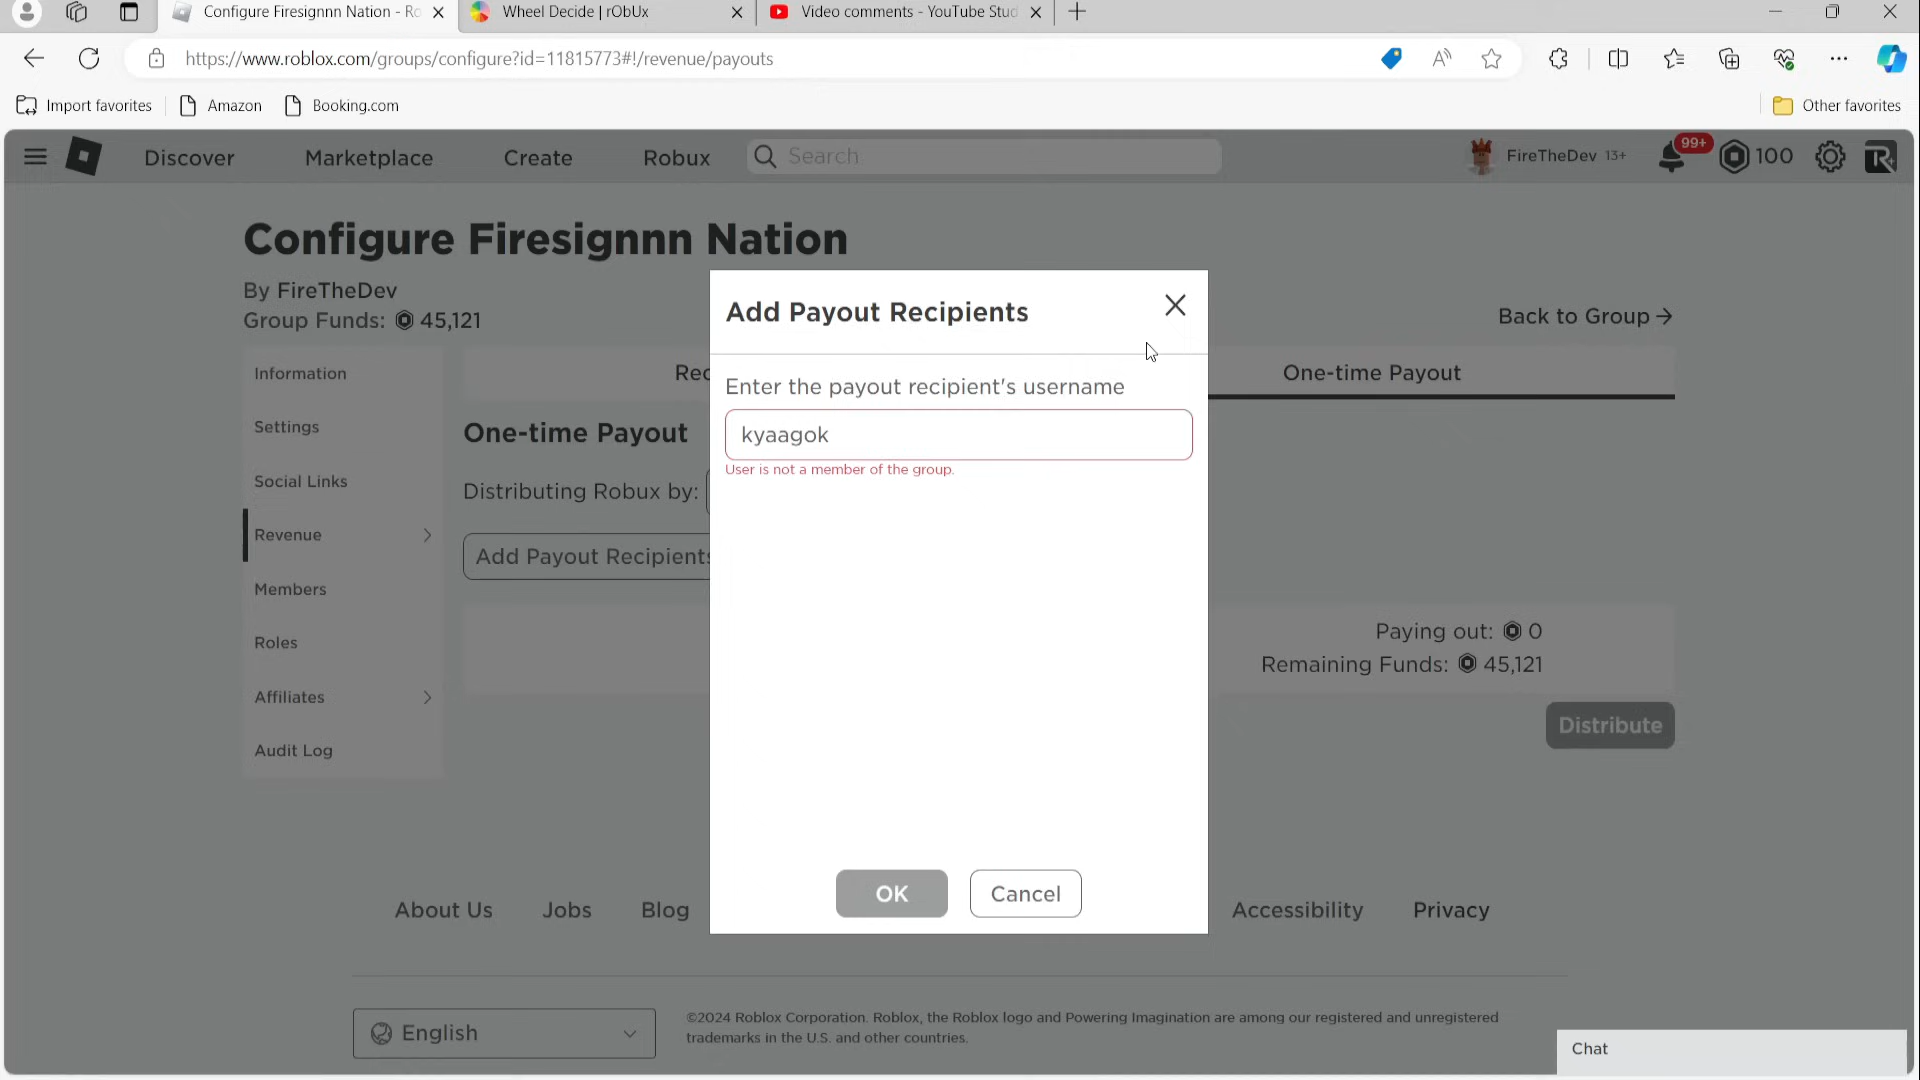 Configure Firesignnn Nation - Ro
Wheel Decide | rObUx
Video comments - YouTube Stud
https://www.roblox.com/groups/configure?id=11815773#!/revenue/payouts
Import favorites
Amazon
Booking.com
Other favorites
Discover
Marketplace
Create
Robux
Search
FireTheDev 13+
99+
100
Configure Firesignnn Nation
By FireTheDev
Group Funds: 45,121
Back to Group
Information
Settings
Social Links
Revenue
Members
Roles
Affiliates
Audit Log
Rec
One-time Payout
One-time Payout
Distributing Robux by:
Add Payout Recipients
Add Payout Recipients
Enter the payout recipient's username
kyaagok
User is not a member of the group.
OK
Cancel
Paying out: 0
Remaining Funds: 45,121
Distribute
About Us
Jobs
Blog
Accessibility
Privacy
English
©2024 Roblox Corporation. Roblox, the Roblox logo and Powering Imagination are among our registered and unregistered
trademarks in the U.S. and other countries.
Chat